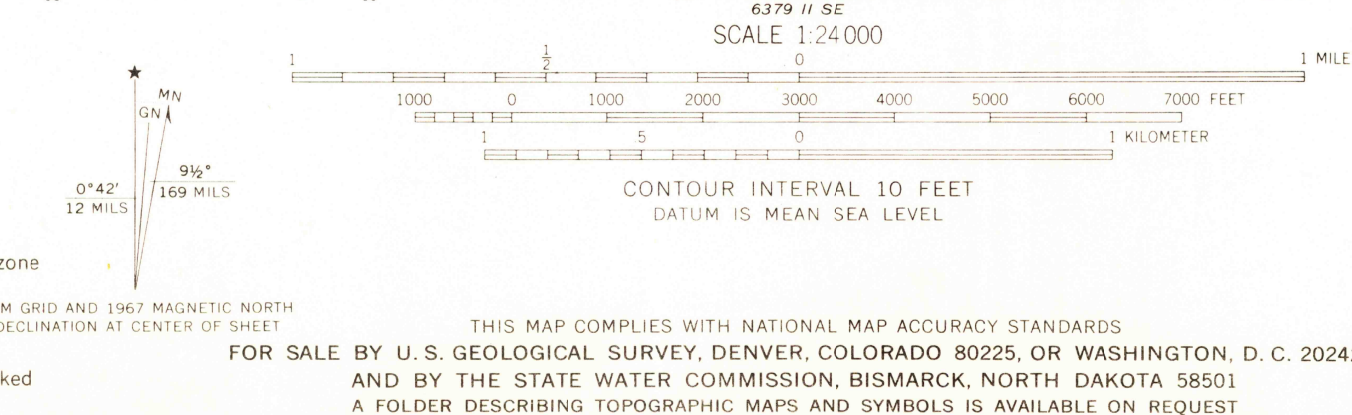 6379 II SE
SCALE 1:24 000
1 1/2 0 1 MILE
1000 0 1000 2000 3000 4000 5000 6000 7000 FEET
1 5 0 1 KILOMETER
CONTOUR INTERVAL 10 FEET
DATUM IS MEAN SEA LEVEL
MN
GN
9½°
169 MILS
0°42'
12 MILS
zone
M GRID AND 1967 MAGNETIC NORTH
DECLINATION AT CENTER OF SHEET
THIS MAP COMPLIES WITH NATIONAL MAP ACCURACY STANDARDS
FOR SALE BY U. S. GEOLOGICAL SURVEY, DENVER, COLORADO 80225, OR WASHINGTON, D. C. 2024
ked
AND BY THE STATE WATER COMMISSION, BISMARCK, NORTH DAKOTA 58501
A FOLDER DESCRIBING TOPOGRAPHIC MAPS AND SYMBOLS IS AVAILABLE ON REQUEST